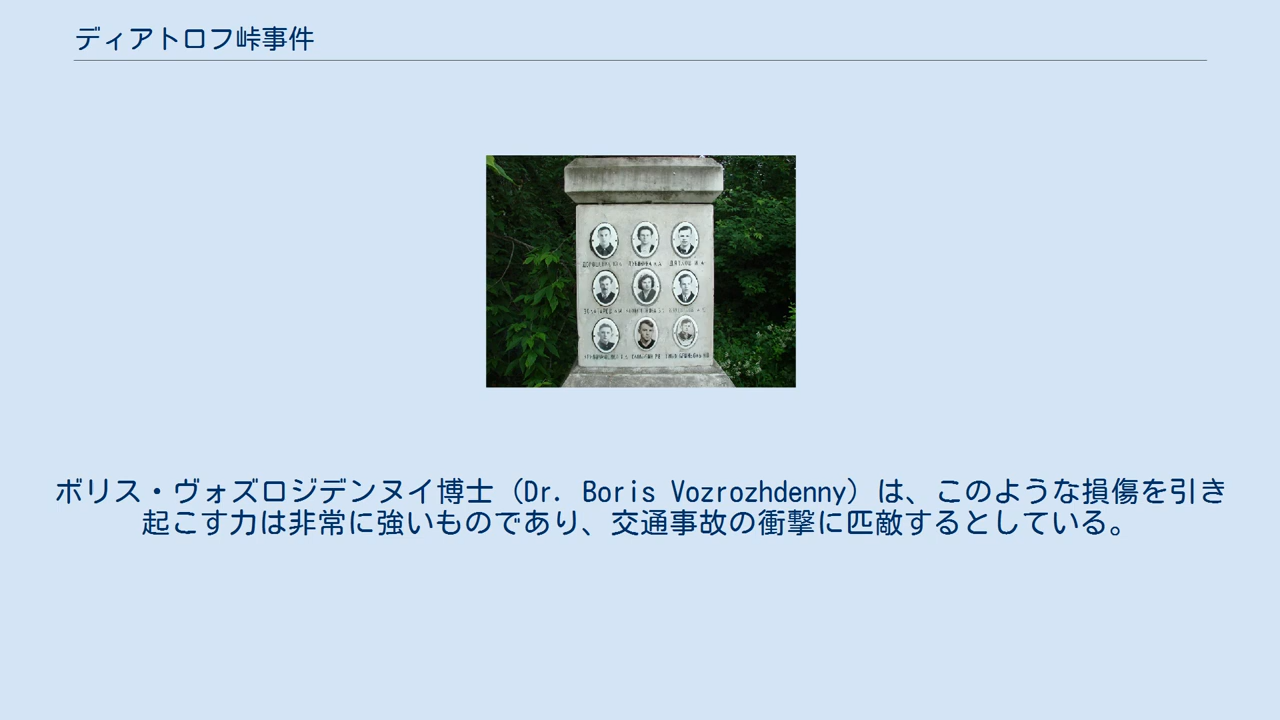 ディアトロフ峠事件
ボリス・ヴォズロジデンヌイ博士（Dr. Boris Vozrozhdenny）は、このような損傷を引き
起こす力は非常に強いものであり、交通事故の衝撃に匹敵するとしている。